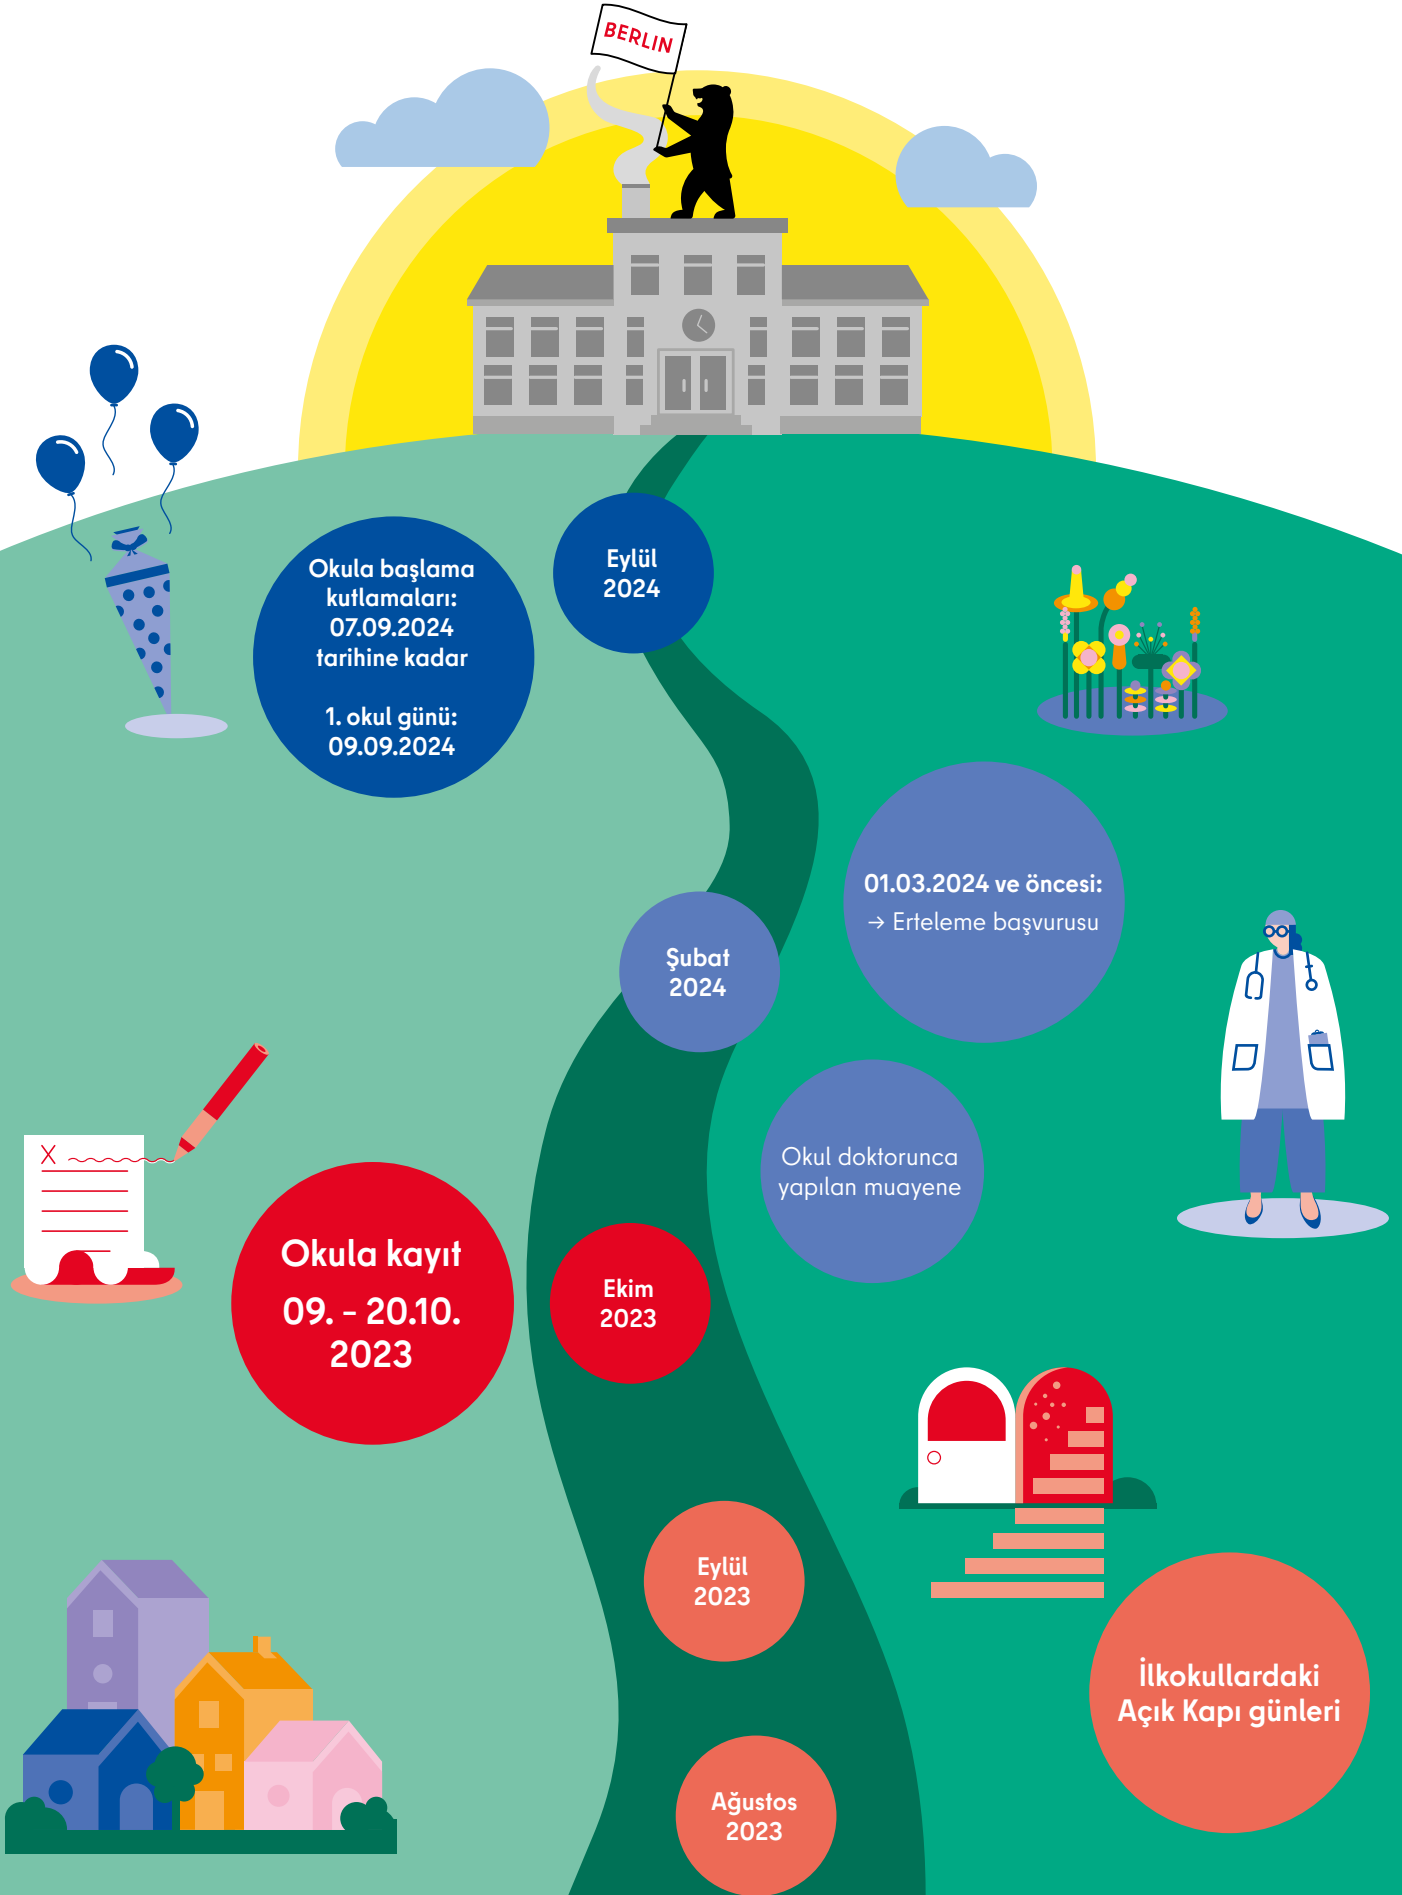 BERLIN
Okula başlama
kutlamaları:
07.09.2024
tarihine kadar
1. okul günü:
09.09.2024
Eylül
2024
01.03.2024 ve öncesi:
→ Erteleme başvurusu
Şubat
2024
Okul doktorunca
yapılan muayene
Okula kayıt
09. – 20.10.
2023
Ekim
2023
Eylül
2023
İlkokullardaki
Açık Kapı günleri
Ağustos
2023